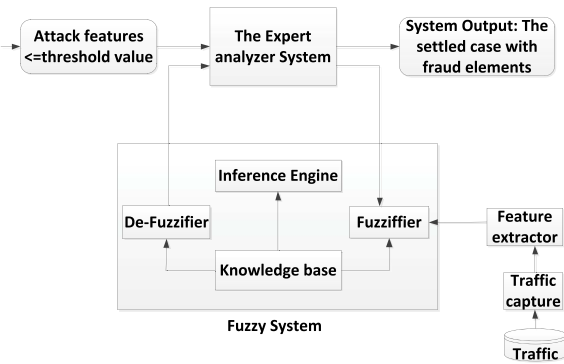 Attack features
<=threshold value
The Expert
analyzer System
System Output: The
settled case with
fraud elements
Inference Engine
De-Fuzzifier
Fuzziffier
Knowledge base
Feature
extractor
Traffic
capture
Traffic
Fuzzy System